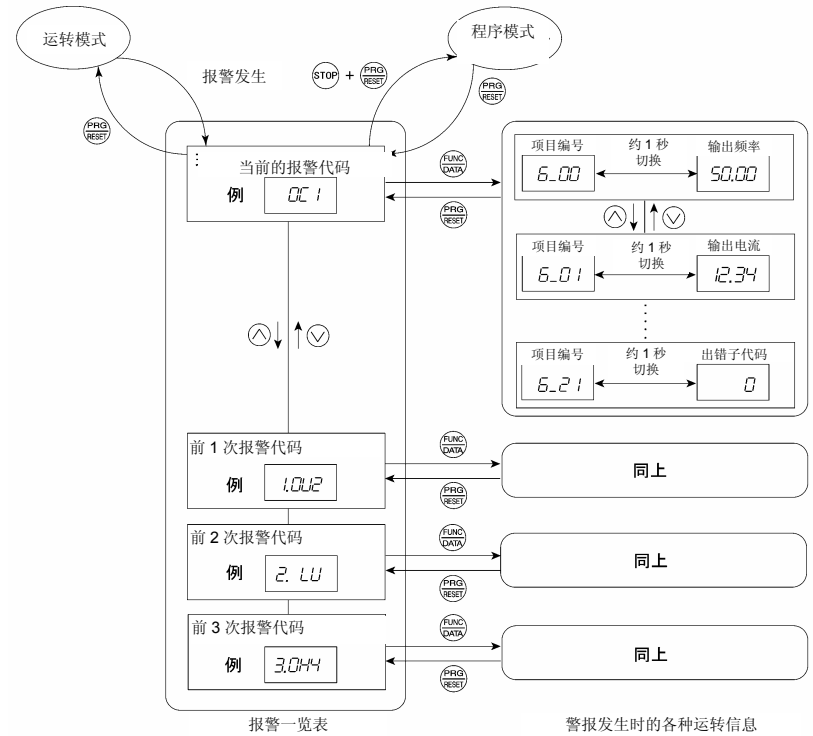 运转模式
程序模式
报警发生
STOP + PRG RESET
PRG RESET
PRG RESET
当前的报警代码
例 OC1
FUNC DATA
PRG RESET
项目编号 约1秒切换 输出频率
6_00 50.00
项目编号 约1秒切换 输出电流
6_01 12.34
项目编号 约1秒切换 出错子代码
6_21 0
前1次报警代码
例 1.OU2
FUNC DATA
PRG RESET
同上
前2次报警代码
例 2. LU
FUNC DATA
PRG RESET
同上
前3次报警代码
例 3.OH4
FUNC DATA
PRG RESET
同上
报警一览表
警报发生时的各种运转信息